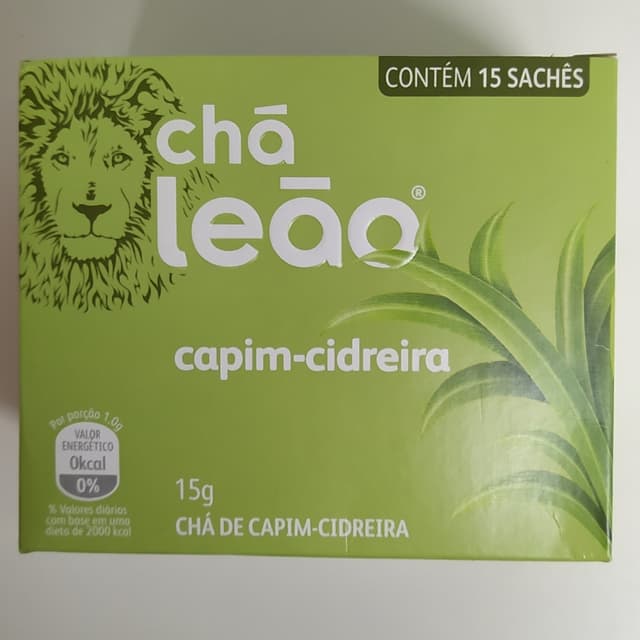 CONTÉM 15 SACHÊS
chá
leão®
capim-cidreira
Por porção 1,0g
VALOR
ENERGÉTICO
0kcal
0%
% Valores diários
com base em uma
dieta de 2000 kcal
15g
CHÁ DE CAPIM-CIDREIRA